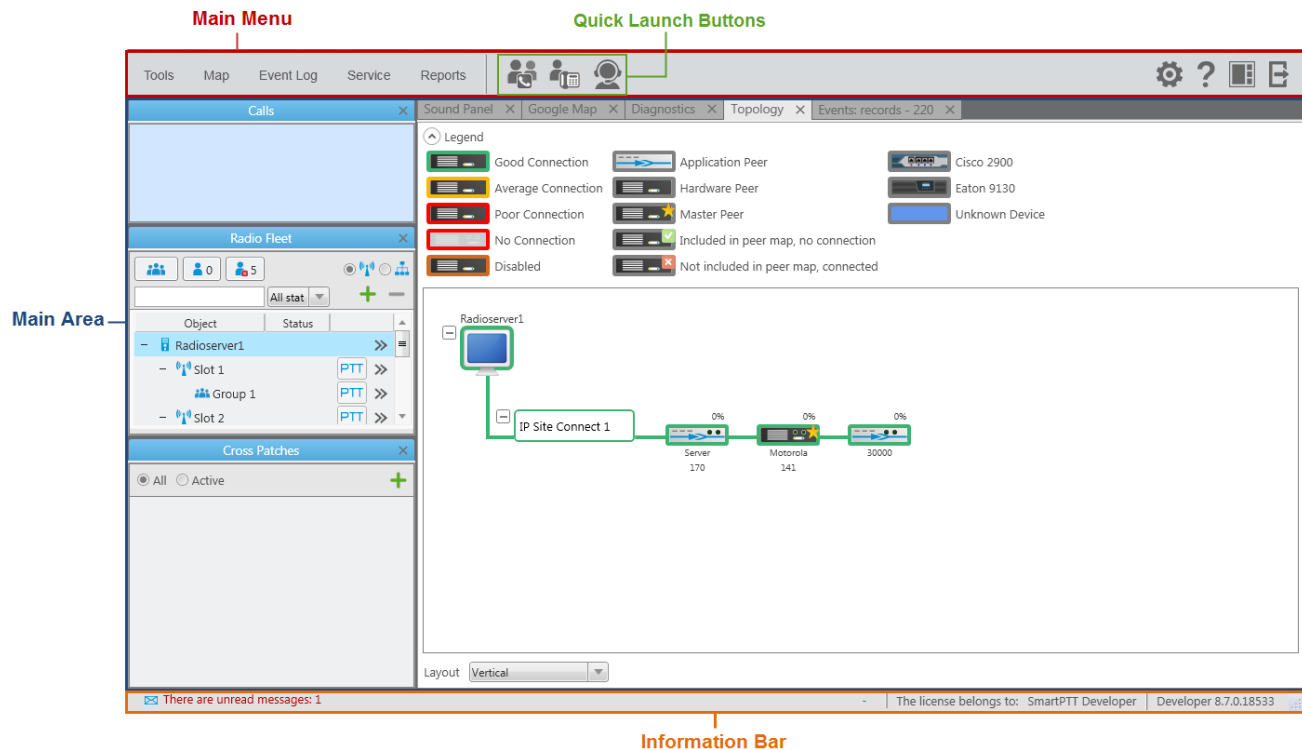 Main Menu
Quick Launch Buttons
Tools Map Event Log Service Reports
?
Calls
Sound Panel Google Map Diagnostics Topology Events: records - 220
Legend
Good Connection Application Peer Cisco 2900
Average Connection Hardware Peer Eaton 9130
Poor Connection Master Peer Unknown Device
No Connection Included in peer map, no connection
Disabled Not included in peer map, connected
Radio Fleet
0 5
All stat
Main Area
Object Status
Radioserver1
Slot 1 PTT
Group 1 PTT
Slot 2 PTT
Cross Patches
All Active
Radioserver1
IP Site Connect 1
0% 0% 0%
Server Motorola 30000
170 141
Layout Vertical
There are unread messages: 1
- The license belongs to: SmartPTT Developer Developer 8.7.0.18533
Information Bar